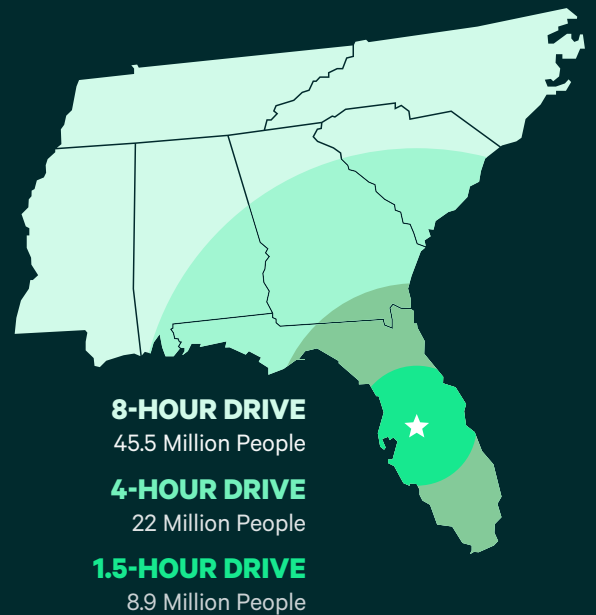 8-HOUR DRIVE
45.5 Million People
4-HOUR DRIVE
22 Million People
1.5-HOUR DRIVE
8.9 Million People